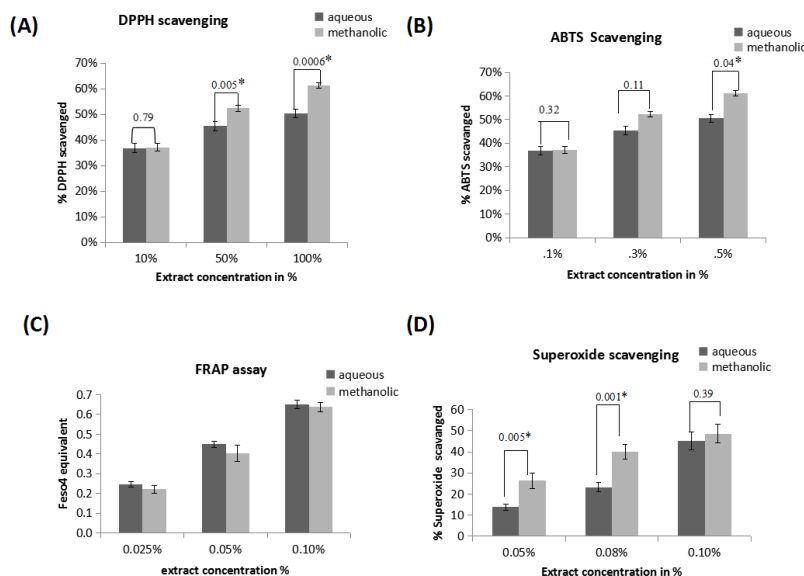 (A)
DPPH scavenging
aqueous
methanolic
0.79
0.005*
0.0006*
% DPPH scavenged
70%
60%
50%
40%
30%
20%
10%
0%
10% 50% 100%
Extract concentration in %
(B)
ABTS Scavenging
aqueous
methanolic
0.32
0.11
0.04*
% ABTS scavenged
70%
60%
50%
40%
30%
20%
10%
0%
.1% .3% .5%
Extract concentration in %
(C)
FRAP assay
aqueous
methanolic
Feso4 equivalent
0.7
0.6
0.4
0.3
0.2
0.0
0.025% 0.05% 0.10%
extract concentration %
(D)
Superoxide scavenging
aqueous
methanolic
0.005*
0.001*
0.39
% Superoxide scavanged
60
50
40
30
20
10
0
0.05% 0.08% 0.10%
Extract concentration in %